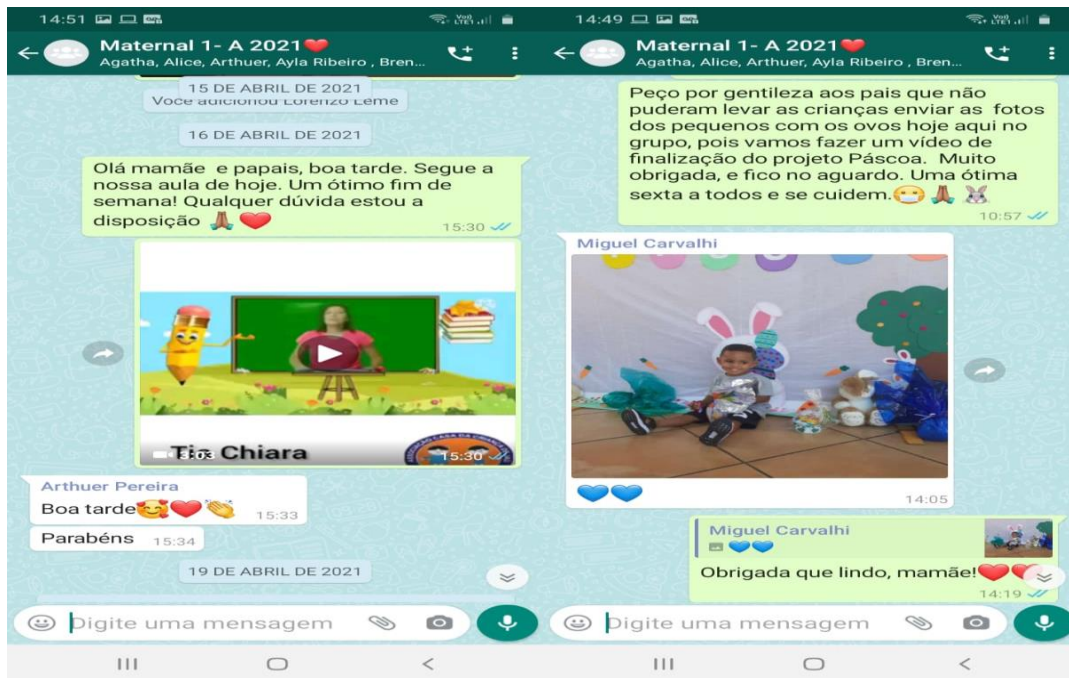 14:51
Maternal 1- A 2021❤️
Agatha, Alice, Arthuer, Ayla Ribeiro , Bren...
15 DE ABRIL DE 2021
Você adicionou Lorenzo Leme
16 DE ABRIL DE 2021
Olá mamãe e papais, boa tarde. Segue a
nossa aula de hoje. Um ótimo fim de
semana! Qualquer dúvida estou a
disposição 🙏🏽❤️
15:30
Tia Chiara
3:03
15:30
Arthuer Pereira
Boa tarde🥰❤️👏
15:33
Parabéns 15:34
19 DE ABRIL DE 2021
Digite uma mensagem
14:49
Maternal 1- A 2021❤️
Agatha, Alice, Arthuer, Ayla Ribeiro , Bren...
Peço por gentileza aos pais que não
puderam levar as crianças enviar as fotos
dos pequenos com os ovos hoje aqui no
grupo, pois vamos fazer um vídeo de
finalização do projeto Páscoa. Muito
obrigada, e fico no aguardo. Uma ótima
sexta a todos e se cuidem.😷🙏🏽🐰
10:57
Miguel Carvalhi
💙💙
14:05
Miguel Carvalhi
💙💙
Obrigada que lindo, mamãe!❤️❤️
14:19
Digite uma mensagem